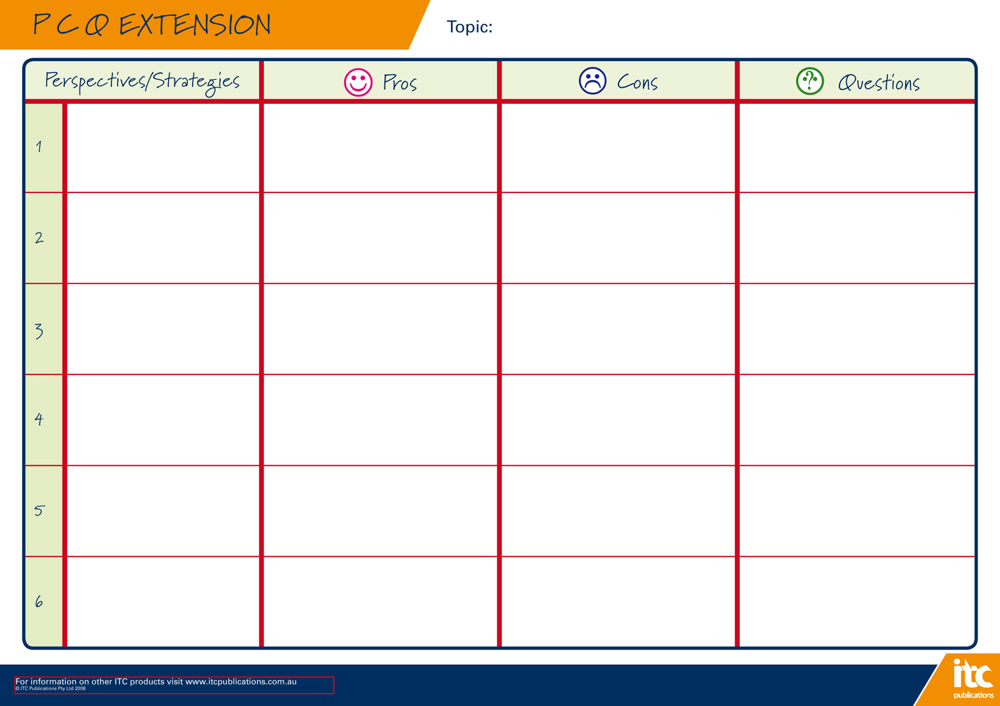 P C Q EXTENSION
Topic:
Perspectives/Strategies
Pros
Cons
? Questions
1
2
3
4
5
6
For information on other ITC products visit www.itcpublications.com.au
© ITC Publications Pty Ltd 2008
itc
publications